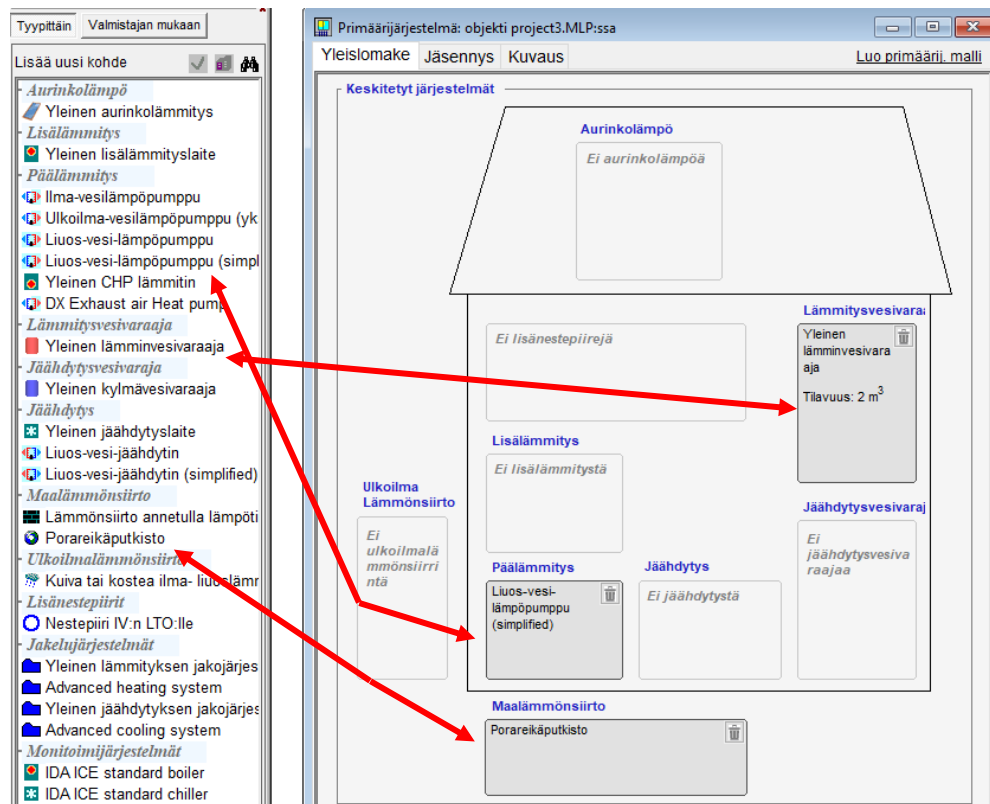 Tyypittäin
Valmistajan mukaan
Lisää uusi kohde
Aurinkolämpö
Yleinen aurinkolämmitys
Lisälämmitys
Yleinen lisälämmityslaite
Päälämmitys
Ilma-vesilämpöpumppu
Ulkoilma-vesilämpöpumppu (yk
Liuos-vesi-lämpöpumppu
Liuos-vesi-lämpöpumppu (simpl
Yleinen CHP lämmitin
DX Exhaust air Heat pump
Lämmitysvesivaraaja
Yleinen lämminvesivaraaja
Jäähdytysvesivaraja
Yleinen kylmävesivaraaja
Jäähdytys
Yleinen jäähdytyslaite
Liuos-vesi-jäähdytin
Liuos-vesi-jäähdytin (simplified)
Maalämmönsiirto
Lämmönsiirto annetulla lämpöti
Porareikäputkisto
Ulkoilmalämmönsiirto
Kuiva tai kostea ilma- liuoslämr
Lisänestepiirit
Nestepiiri IV:n LTO:lle
Jakelujärjestelmät
Yleinen lämmityksen jakojärjes
Advanced heating system
Yleinen jäähdytyksen jakojärjes
Advanced cooling system
Monitoimijärjestelmät
IDA ICE standard boiler
IDA ICE standard chiller
Primäärijärjestelmä: objekti project3.MLP:ssa
Yleislomake Jäsennys Kuvaus
Luo primäärij. malli
Keskitetyt järjestelmät
Aurinkolämpö
Ei aurinkolämpöä
Ei lisänestepiirejä
Lämmitysvesivaraa
Yleinen
lämminvesivara
aja
Tilavuus: 2 m³
Lisälämmitys
Ei lisälämmitystä
Ulkoilma
Lämmönsiirto
Ei
ulkoilmalä
mmönsiirri
ntä
Jäähdytysvesivaraj
Ei
jäähdytysvesiva
raajaa
Päälämmitys
Liuos-vesi-
lämpöpumppu
(simplified)
Jäähdytys
Ei jäähdytystä
Maalämmönsiirto
Porareikäputkisto